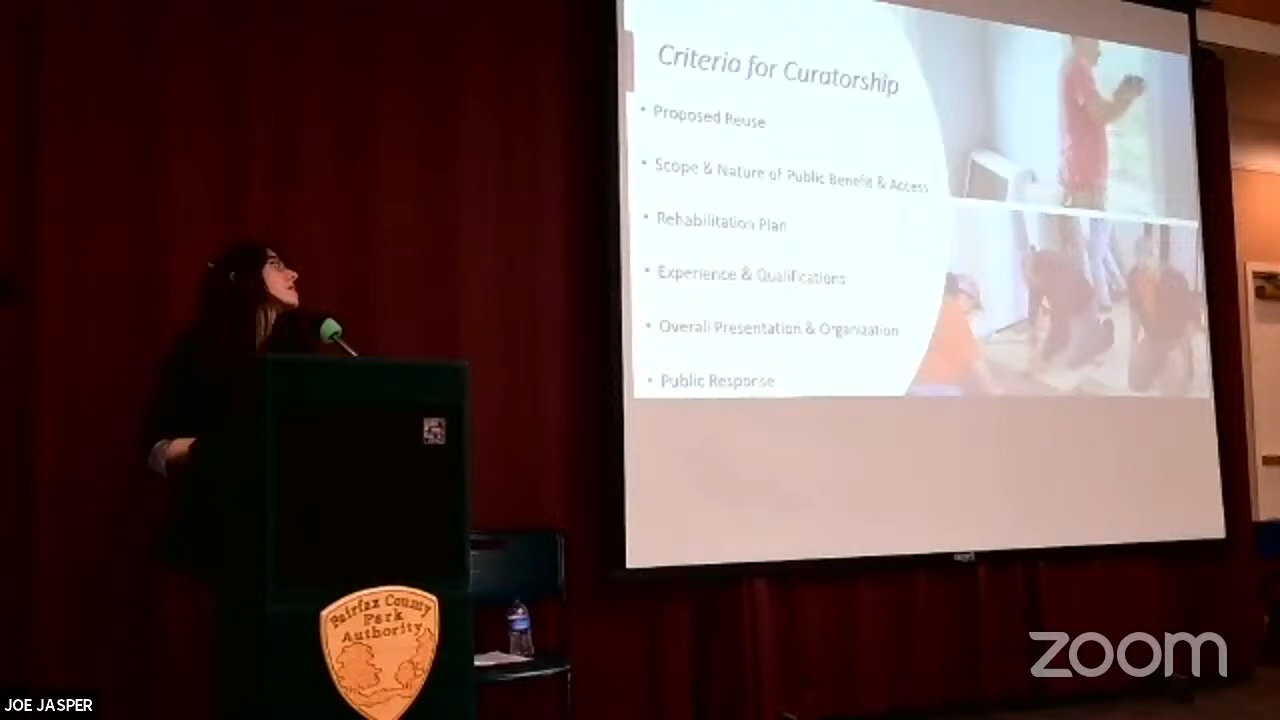 Criteria for Curatorship
• Proposed Reuse
• Scope & Nature of Public Benefit & Access
• Rehabilitation Plan
• Experience & Qualifications
• Overall Presentation & Organization
• Public Response
Fairfax County
Park
Authority
zoom
JOE JASPER